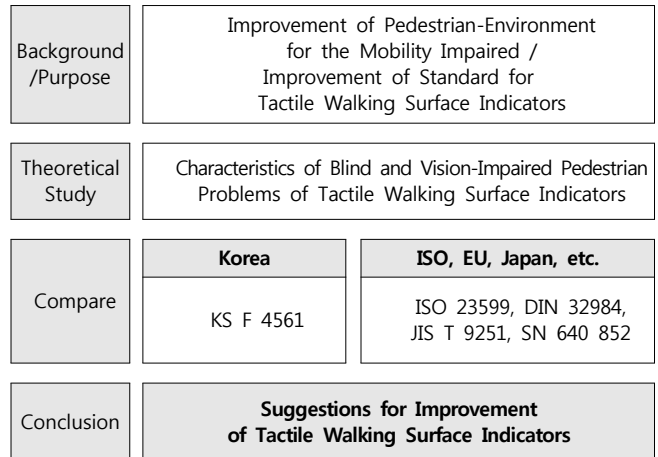 Background
/Purpose
Improvement of Pedestrian-Environment
for the Mobility Impaired /
Improvement of Standard for
Tactile Walking Surface Indicators
Theoretical
Study
Characteristics of Blind and Vision-Impaired Pedestrian
Problems of Tactile Walking Surface Indicators
Compare
Korea
KS F 4561
ISO, EU, Japan, etc.
ISO 23599, DIN 32984,
JIS T 9251, SN 640 852
Conclusion
Suggestions for Improvement
of Tactile Walking Surface Indicators